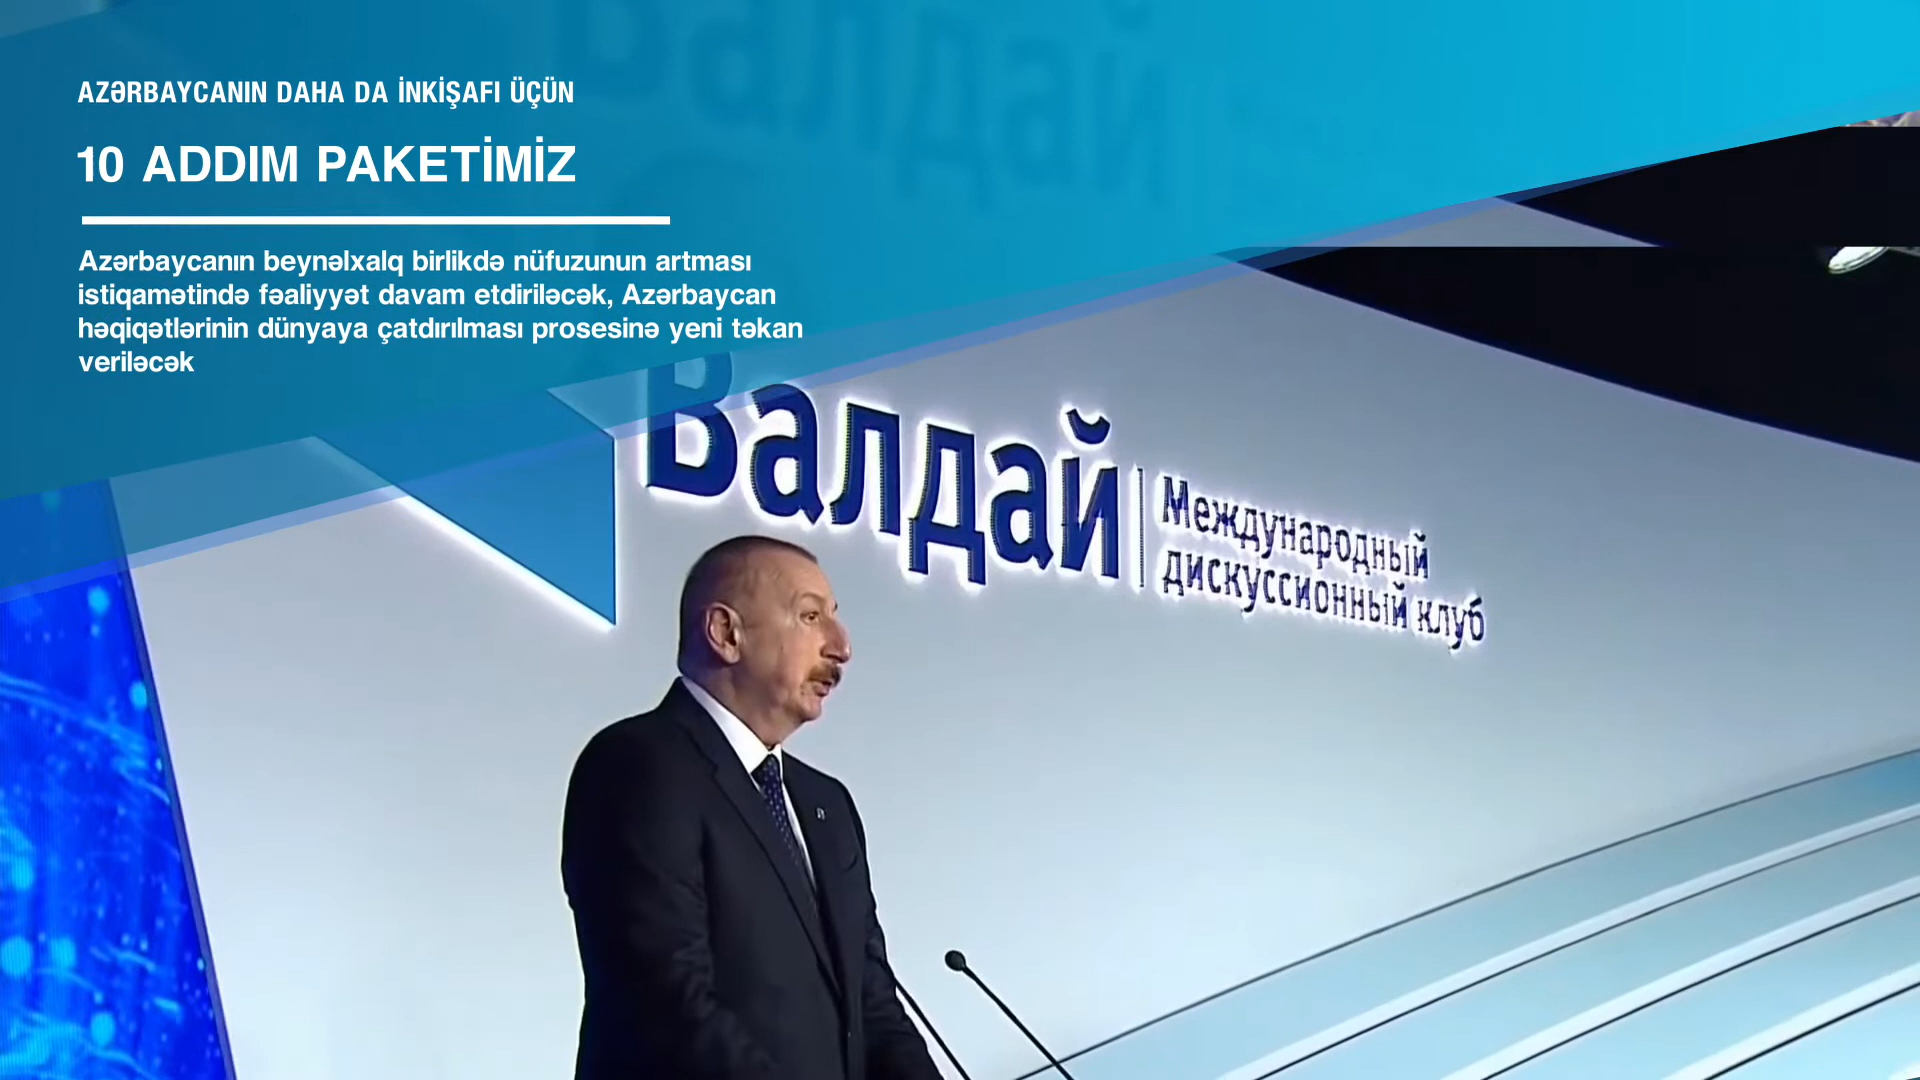 AZƏRBAYCANIN DAHA DA İNKİŞAFI ÜÇÜN
10 ADDIM PAKETİMİZ
Azərbaycanın beynəlxalq birlikdə nüfuzunun artması
istiqamətində fəaliyyət davam etdiriləcək, Azərbaycan
həqiqətlərinin dünyaya çatdırılması prosesinə yeni təkan
veriləcək
Валдай
Международный
дискуссионный клуб